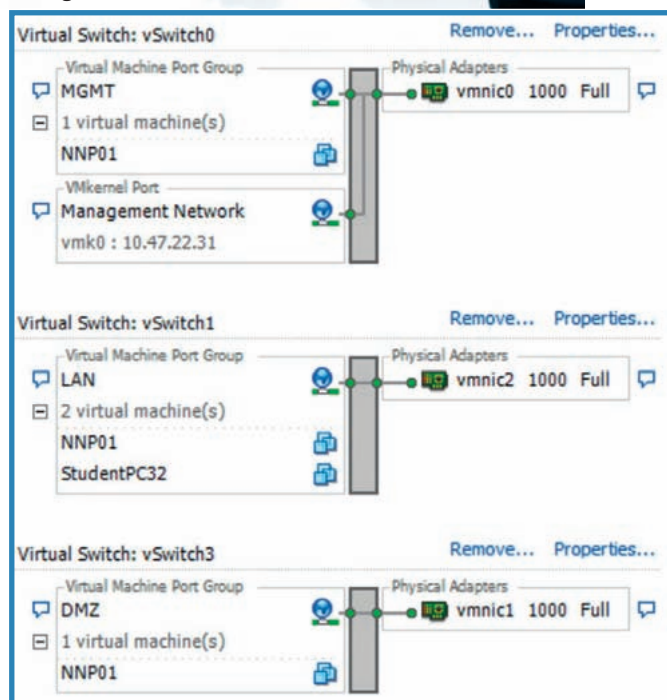 Virtual Switch: vSwitch0 Remove... Properties...
Virtual Machine Port Group Physical Adapters
MGMT vmnic0 1000 Full
1 virtual machine(s)
NNP01
VMkernel Port
Management Network
vmk0 : 10.47.22.31
Virtual Switch: vSwitch1 Remove... Properties...
Virtual Machine Port Group Physical Adapters
LAN vmnic2 1000 Full
2 virtual machine(s)
NNP01
StudentPC32
Virtual Switch: vSwitch3 Remove... Properties...
Virtual Machine Port Group Physical Adapters
DMZ vmnic1 1000 Full
1 virtual machine(s)
NNP01